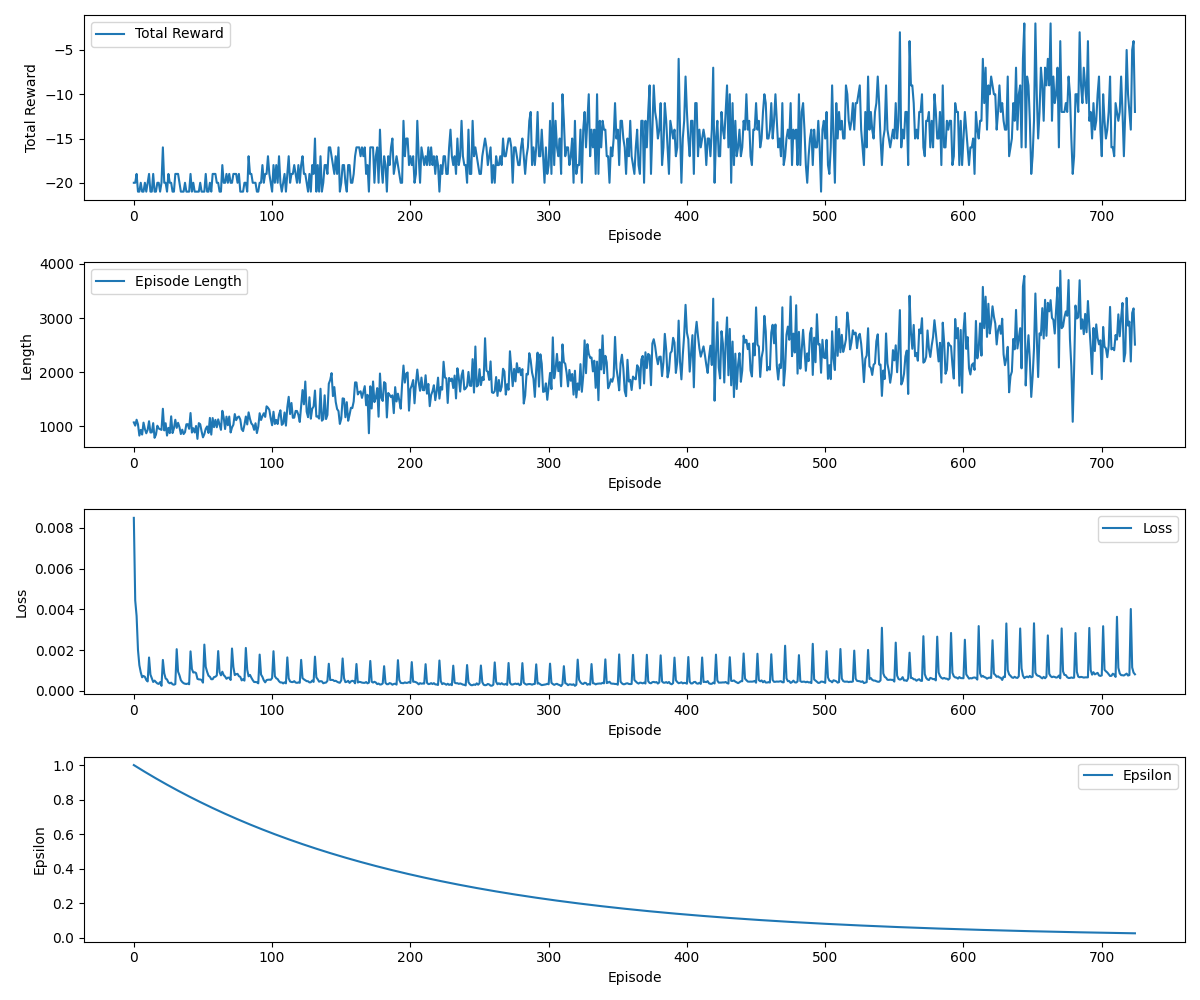 Total Reward
Total Reward
−5
−10
−15
−20
0 100 200 300 400 500 600 700
Episode
Episode Length
Length
4000
3000
2000
1000
0 100 200 300 400 500 600 700
Episode
Loss
Loss
0.008
0.006
0.004
0.002
0.000
0 100 200 300 400 500 600 700
Episode
Epsilon
Epsilon
1.0
0.8
0.6
0.4
0.2
0.0
0 100 200 300 400 500 600 700
Episode